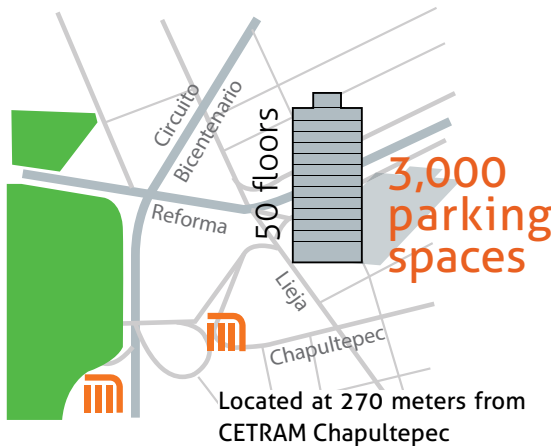 Circuito
Bicentenario
50 floors
3,000
parking
spaces
Reforma
Lieja
Chapultepec
Located at 270 meters from
CETRAM Chapultepec